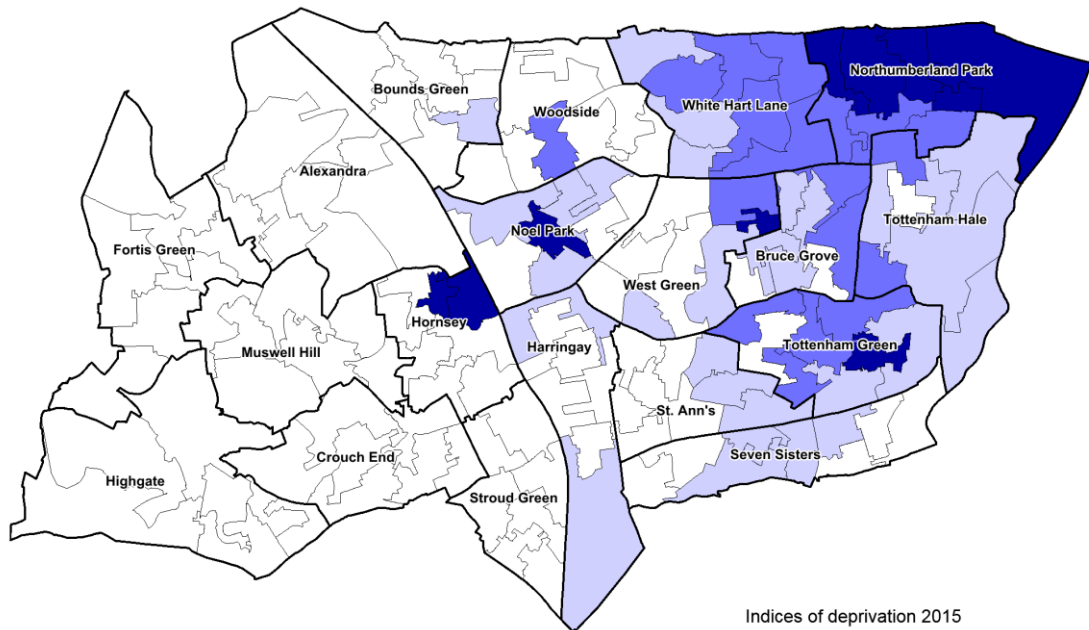 Northumberland Park
Bounds Green
White Hart Lane
Woodside
Alexandra
Fortis Green
Noel Park
Tottenham Hale
Bruce Grove
West Green
Hornsey
Harringay
Tottenham Green
Muswell Hill
St. Ann's
Crouch End
Seven Sisters
Highgate
Stroud Green
Indices of deprivation 2015